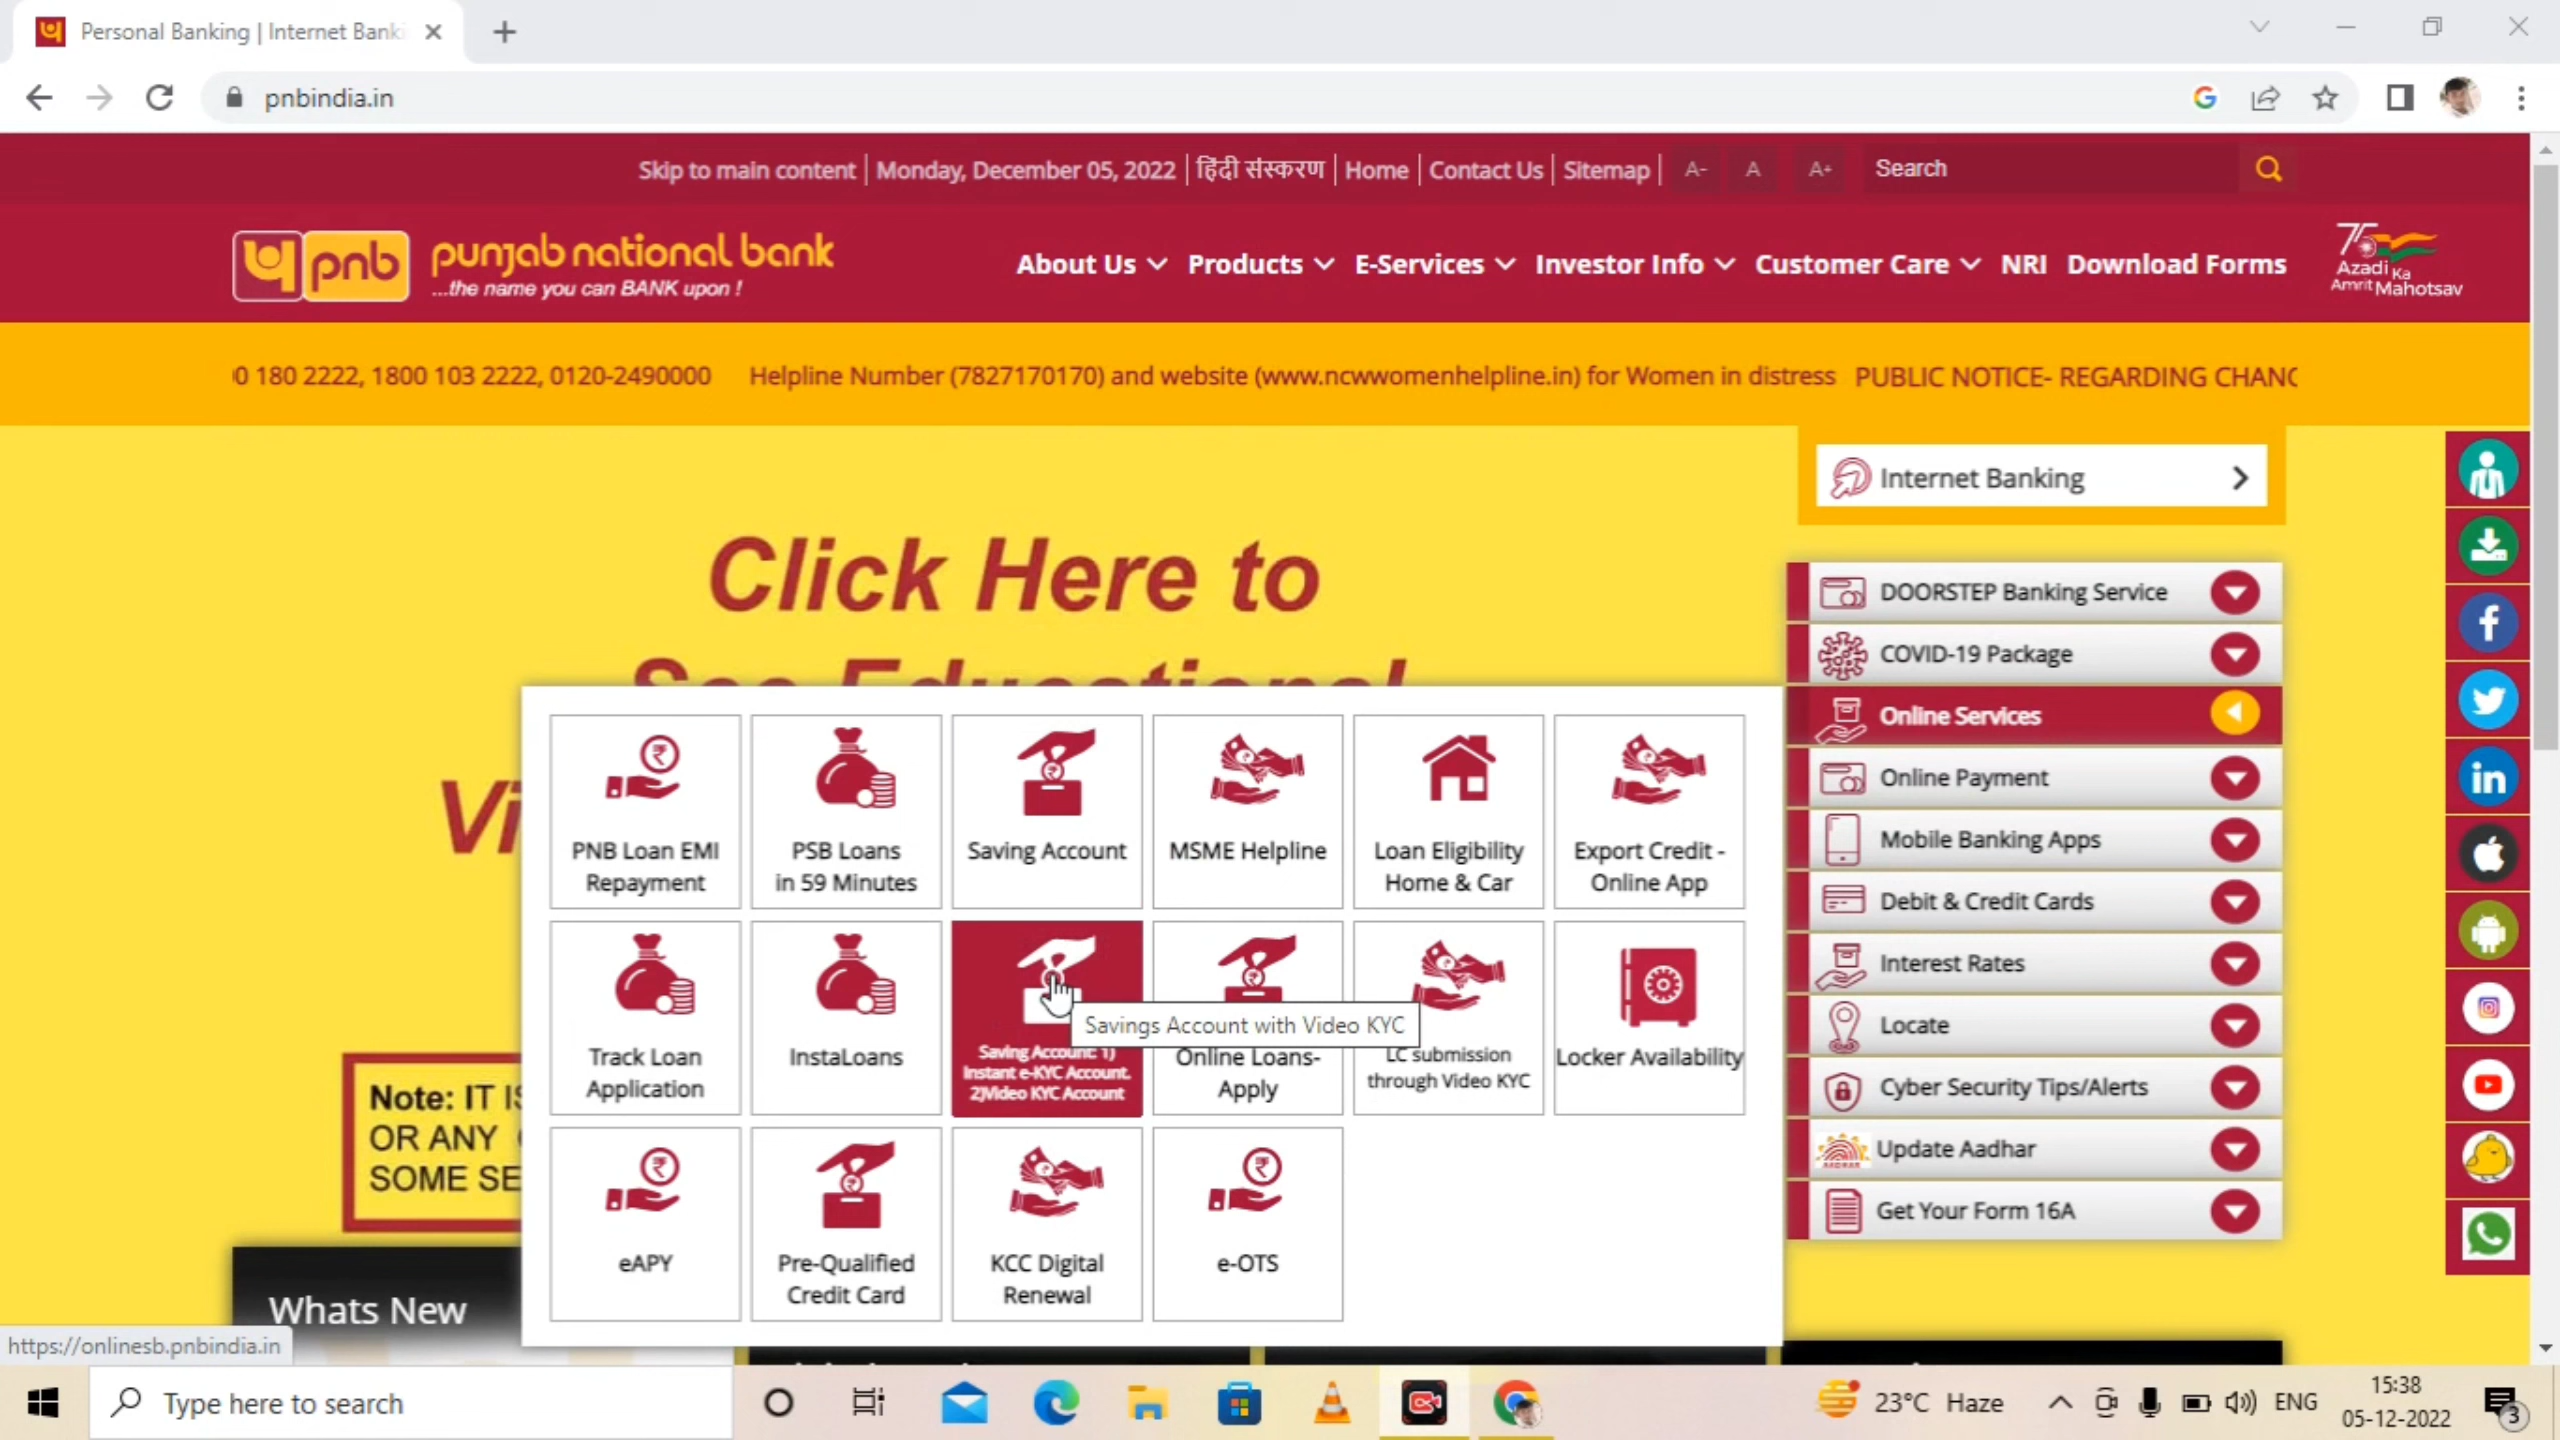 Personal Banking | Internet Banki
pnbindia.in
Skip to main content | Monday, December 05, 2022 | हिंदी संस्करण | Home | Contact Us | Sitemap | A- A A+ Search
pnb punjab national bank
...the name you can BANK upon !
About Us Products E-Services Investor Info Customer Care NRI Download Forms
75 Azadi Ka Amrit Mahotsav
0 180 2222, 1800 103 2222, 0120-2490000 Helpline Number (7827170170) and website (www.ncwwomenhelpline.in) for Women in distress PUBLIC NOTICE- REGARDING CHANG
Internet Banking
Click Here to
See Educational
Vi
DOORSTEP Banking Service
COVID-19 Package
Online Services
Online Payment
Mobile Banking Apps
Debit & Credit Cards
Interest Rates
Locate
Cyber Security Tips/Alerts
Update Aadhar
Get Your Form 16A
PNB Loan EMI
Repayment
PSB Loans
in 59 Minutes
Saving Account
MSME Helpline
Loan Eligibility
Home & Car
Export Credit -
Online App
Track Loan
Application
InstaLoans
Saving Account: 1)
Instant e-KYC Account.
2)Video KYC Account
Savings Account with Video KYC
Online Loans-
Apply
LC submission
through Video KYC
Locker Availability
eAPY
Pre-Qualified
Credit Card
KCC Digital
Renewal
e-OTS
Note: IT IS
OR ANY
SOME SE
Whats New
https://onlinesb.pnbindia.in
Type here to search
23°C Haze
ENG
15:38
05-12-2022
3